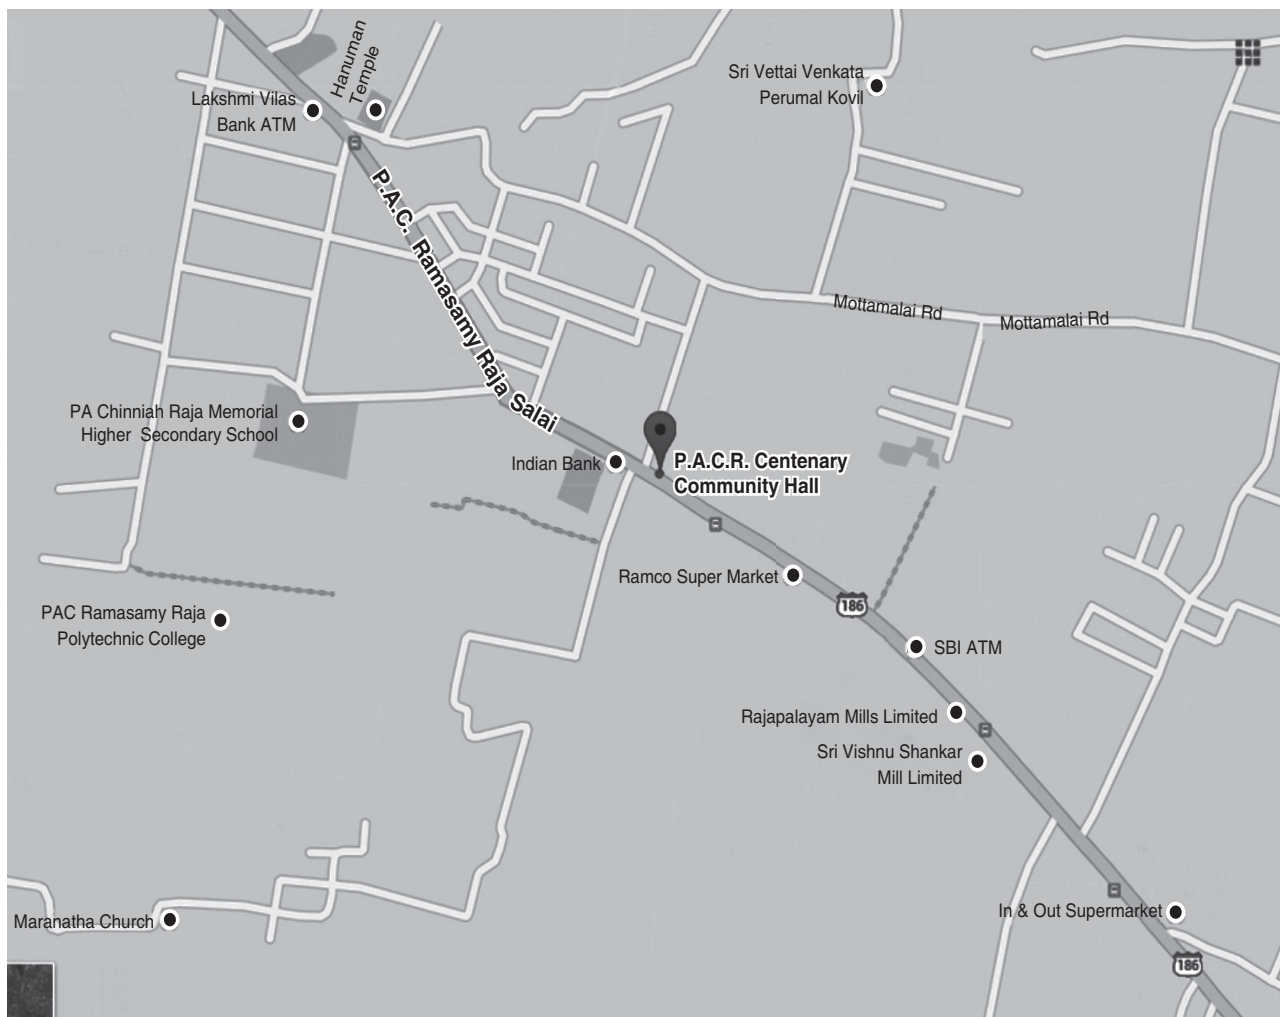 Hanuman
Temple
Sri Vettai Venkata
Perumal Kovil
Lakshmi Vilas
Bank ATM
P.A.C. Ramasamy Raja Salai
Mottamalai Rd
Mottamalai Rd
PA Chinniah Raja Memorial
Higher Secondary School
Indian Bank
P.A.C.R. Centenary
Community Hall
Ramco Super Market
186
PAC Ramasamy Raja
Polytechnic College
SBI ATM
Rajapalayam Mills Limited
Sri Vishnu Shankar
Mill Limited
In & Out Supermarket
Maranatha Church
186